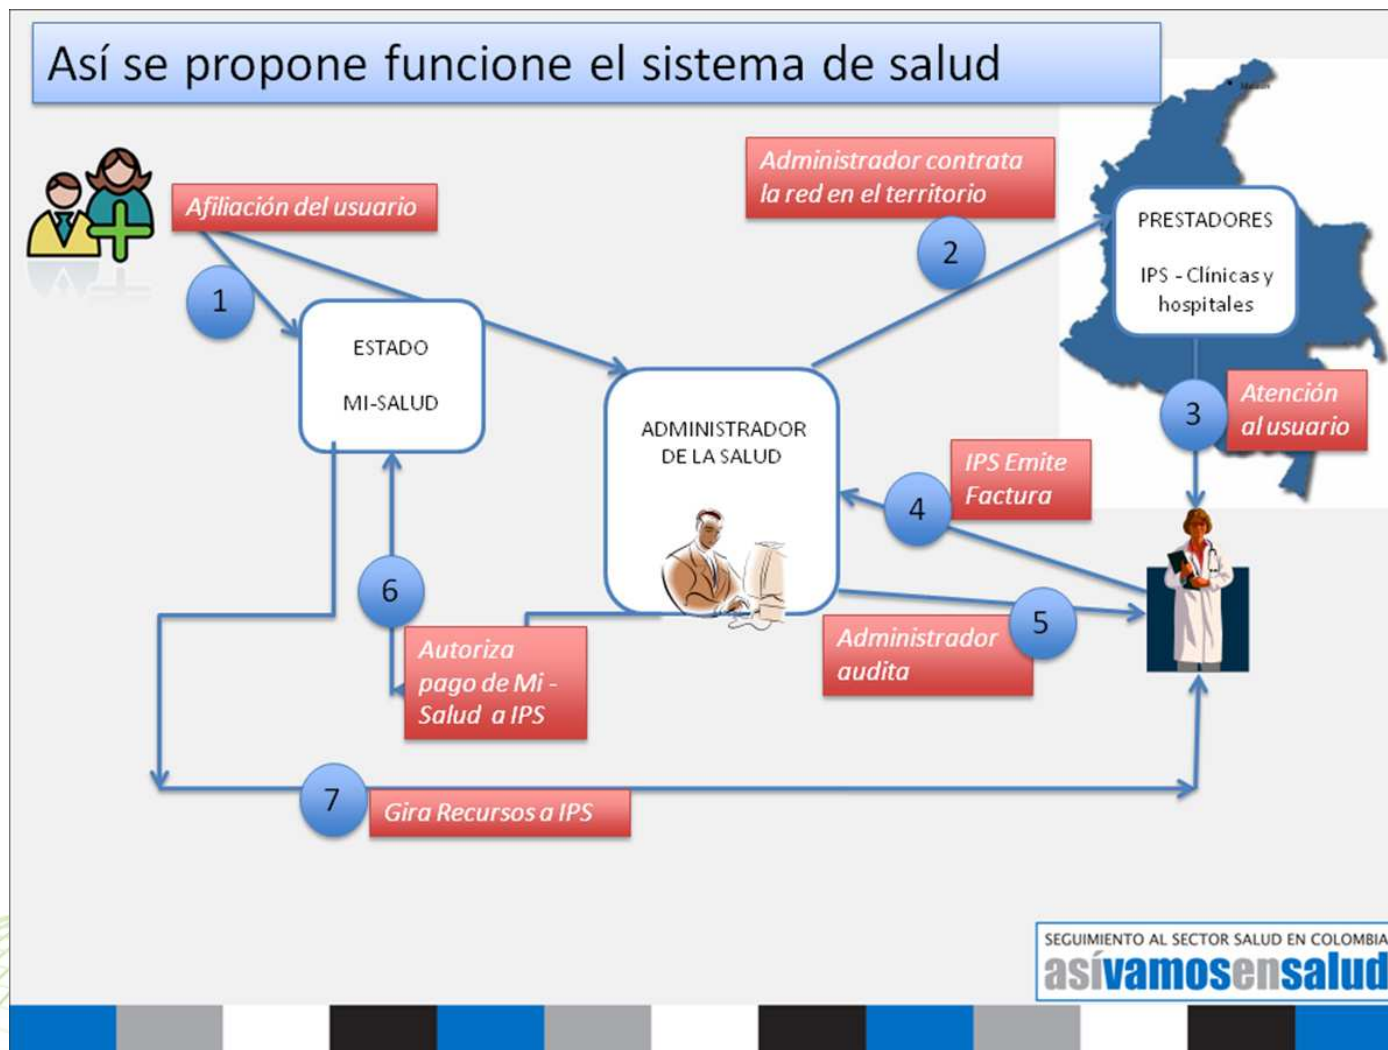 Así se propone funcione el sistema de salud
Afiliación del usuario
1
Administrador contrata
la red en el territorio
2
PRESTADORES
IPS - Clínicas y
hospitales
ESTADO
MI-SALUD
ADMINISTRADOR
DE LA SALUD
3
Atención
al usuario
IPS Emite
Factura
4
5
Administrador
audita
6
Autoriza
pago de Mi -
Salud a IPS
7
Gira Recursos a IPS
SEGUIMIENTO AL SECTOR SALUD EN COLOMBIA
asívamosensalud